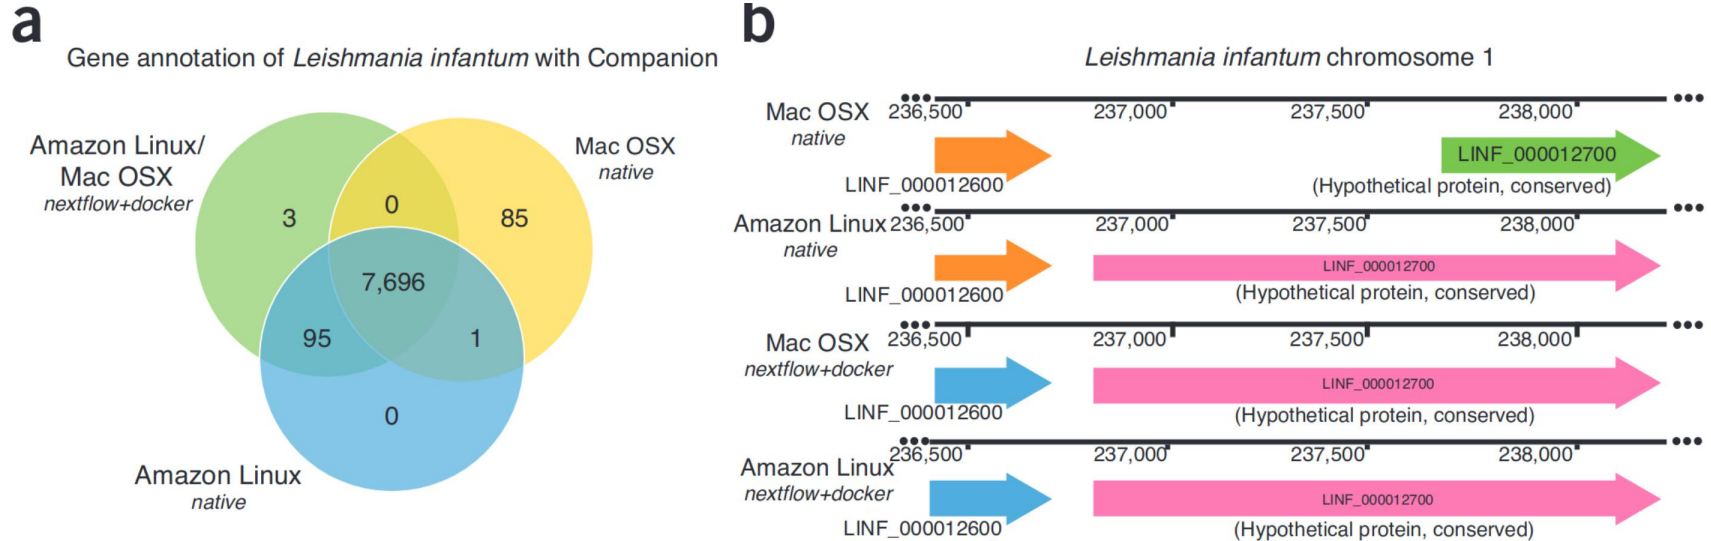 a
Gene annotation of Leishmania infantum with Companion
Amazon Linux/
Mac OSX
nextflow+docker
Mac OSX
native
3
0
85
7,696
95
1
0
Amazon Linux
native
b
Leishmania infantum chromosome 1
Mac OSX
native
236,500
237,000
237,500
238,000
LINF_000012600
LINF_000012700
(Hypothetical protein, conserved)
Amazon Linux
native
236,500
237,000
237,500
238,000
LINF_000012600
LINF_000012700
(Hypothetical protein, conserved)
Mac OSX
nextflow+docker
236,500
237,000
237,500
238,000
LINF_000012600
LINF_000012700
(Hypothetical protein, conserved)
Amazon Linux
nextflow+docker
236,500
237,000
237,500
238,000
LINF_000012600
LINF_000012700
(Hypothetical protein, conserved)